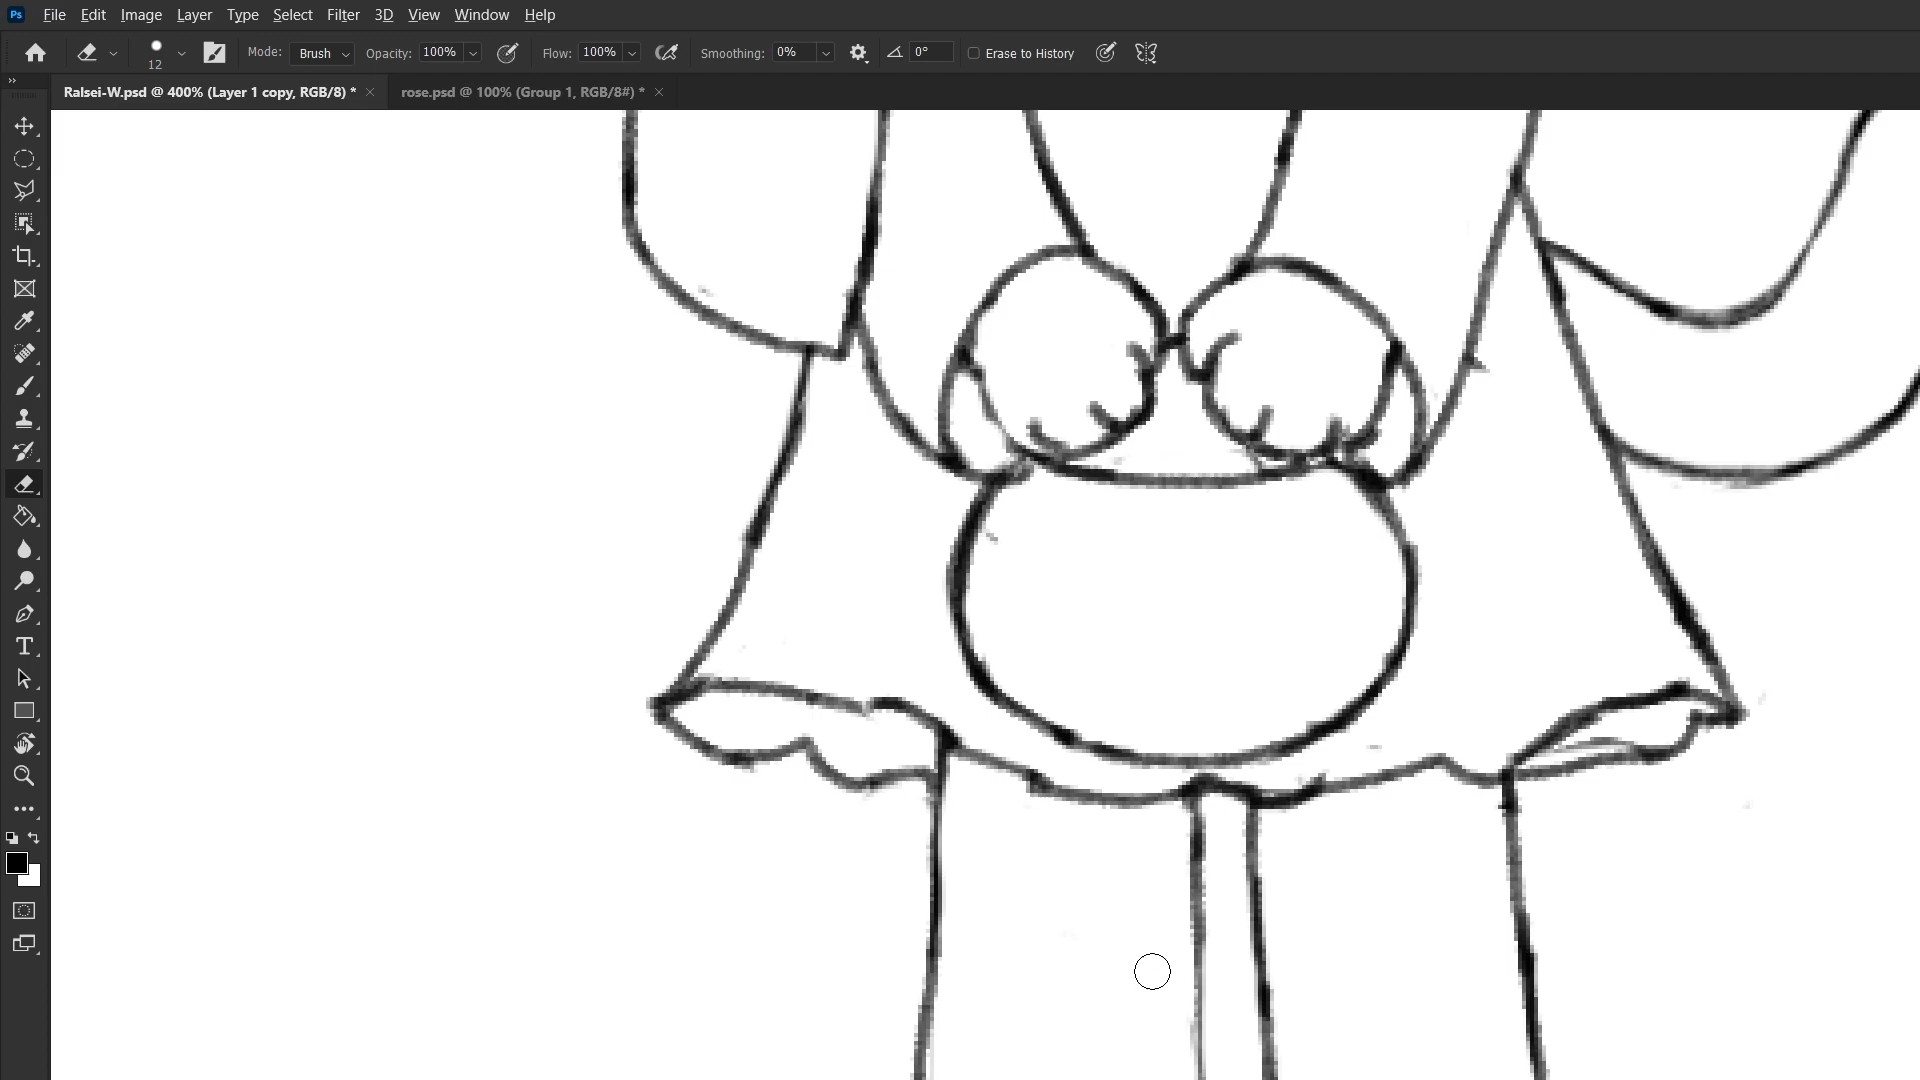 Ps File Edit Image Layer Type Select Filter 3D View Window Help
12 Mode: Brush Opacity: 100% Flow: 100% Smoothing: 0% 0° Erase to History
Ralsei-W.psd @ 400% (Layer 1 copy, RGB/8) * rose.psd @ 100% (Group 1, RGB/8#) *